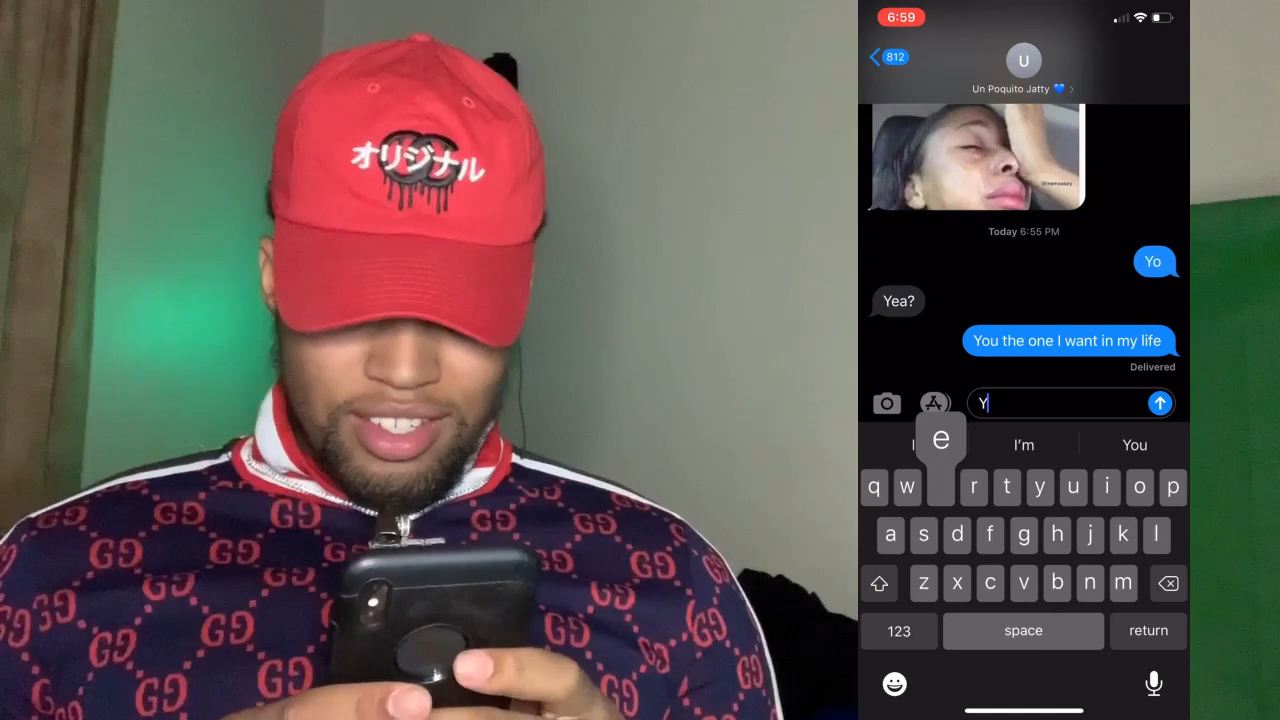 オリジナル
6:59
812
U
Un Poquito Jatty 💙 >
Today 6:55 PM
Yo
Yea?
You the one I want in my life
Delivered
Y
e
I'm
You
q w r t y u i o p
a s d f g h j k l
z x c v b n m
123
space
return